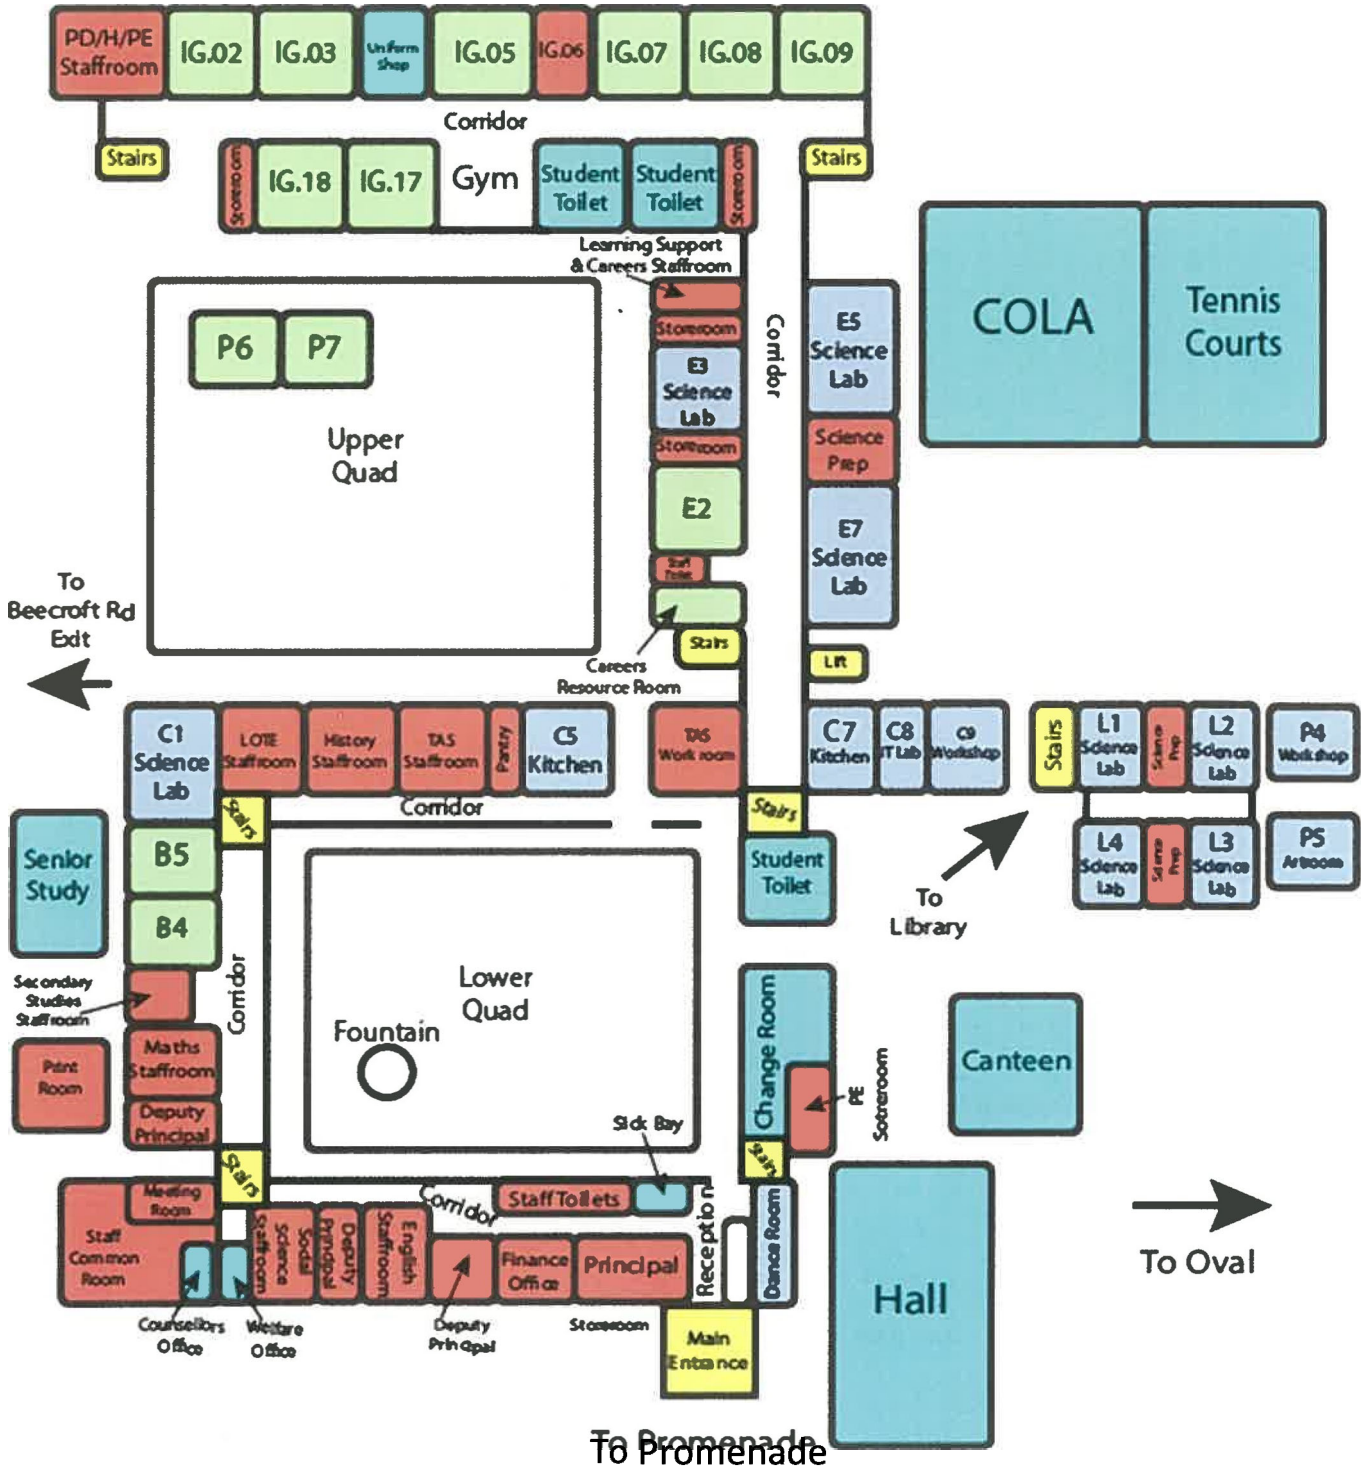 PD/H/PE
Staffroom
IG.02
IG.03
Uniform
Shop
IG.05
IG.06
IG.07
IG.08
IG.09
Corridor
Stairs
Storeroom
IG.18
IG.17
Gym
Student
Toilet
Student
Toilet
Storeroom
Stairs
Learning Support
& Careers Staffroom
Storeroom
E3
Science
Lab
Storeroom
E2
Staff
Toilet
Careers
Resource Room
Stairs
Corridor
E5
Science
Lab
Science
Prep
E7
Science
Lab
Lift
COLA
Tennis
Courts
P6
P7
Upper
Quad
To
Beecroft Rd
Exit
C1
Science
Lab
LOTE
Staffroom
History
Staffroom
TAS
Staffroom
Pantry
C5
Kitchen
TAS
Work room
C7
Kitchen
C8
IT Lab
C9
Workshop
Stairs
L1
Science
Lab
Science
Prep
L2
Science
Lab
P4
Workshop
Stairs
Corridor
Stairs
Student
Toilet
To
Library
L4
Science
Lab
Science
Prep
L3
Science
Lab
P5
Artroom
Senior
Study
B5
B4
Secondary
Studies
Staffroom
Corridor
Lower
Quad
Fountain
Print
Room
Maths
Staffroom
Deputy
Principal
Change Room
PE
Sotreroom
Canteen
Sick Bay
Stairs
Stairs
Meeting
Room
Staff
Common
Room
Corridor
Staff Toilets
Reception
Dance Room
Social
Science
Staffroom
Deputy
Principal
English
Staffroom
Finance
Office
Principal
Counsellors
Office
Welfare
Office
Deputy
Principal
Storeroom
Main
Entrance
Hall
To Oval
To Promenade
To Promenade